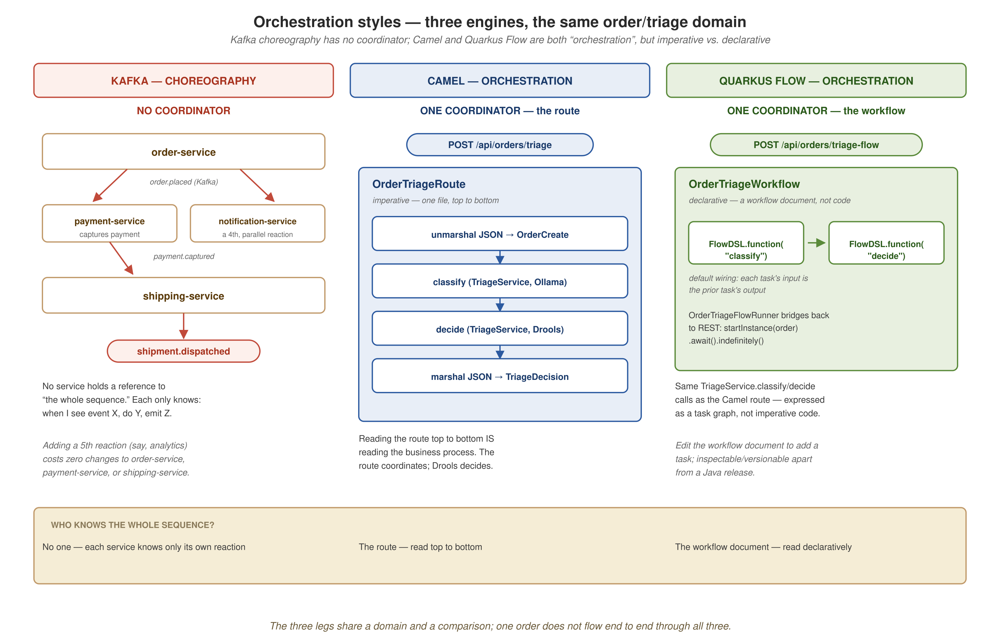 Orchestration styles — three engines, the same order/triage domain
Kafka choreography has no coordinator; Camel and Quarkus Flow are both “orchestration”, but imperative vs. declarative
KAFKA — CHOREOGRAPHY
NO COORDINATOR
order-service
order.placed (Kafka)
payment-service
captures payment
notification-service
a 4th, parallel reaction
payment.captured
shipping-service
shipment.dispatched
No service holds a reference to
“the whole sequence.” Each only knows:
when I see event X, do Y, emit Z.
Adding a 5th reaction (say, analytics)
costs zero changes to order-service,
payment-service, or shipping-service.
CAMEL — ORCHESTRATION
ONE COORDINATOR — the route
POST /api/orders/triage
OrderTriageRoute
imperative — one file, top to bottom
unmarshal JSON → OrderCreate
classify (TriageService, Ollama)
decide (TriageService, Drools)
marshal JSON → TriageDecision
Reading the route top to bottom IS
reading the business process. The
route coordinates; Drools decides.
QUARKUS FLOW — ORCHESTRATION
ONE COORDINATOR — the workflow
POST /api/orders/triage-flow
OrderTriageWorkflow
declarative — a workflow document, not code
FlowDSL.function(
"classify")
FlowDSL.function(
"decide")
default wiring: each task's input is
the prior task's output
OrderTriageFlowRunner bridges back
to REST: startInstance(order)
.await().indefinitely()
Same TriageService.classify/decide
calls as the Camel route — expressed
as a task graph, not imperative code.
Edit the workflow document to add a
task; inspectable/versionable apart
from a Java release.
WHO KNOWS THE WHOLE SEQUENCE?
No one — each service knows only its own reaction
The route — read top to bottom
The workflow document — read declaratively
The three legs share a domain and a comparison; one order does not flow end to end through all three.